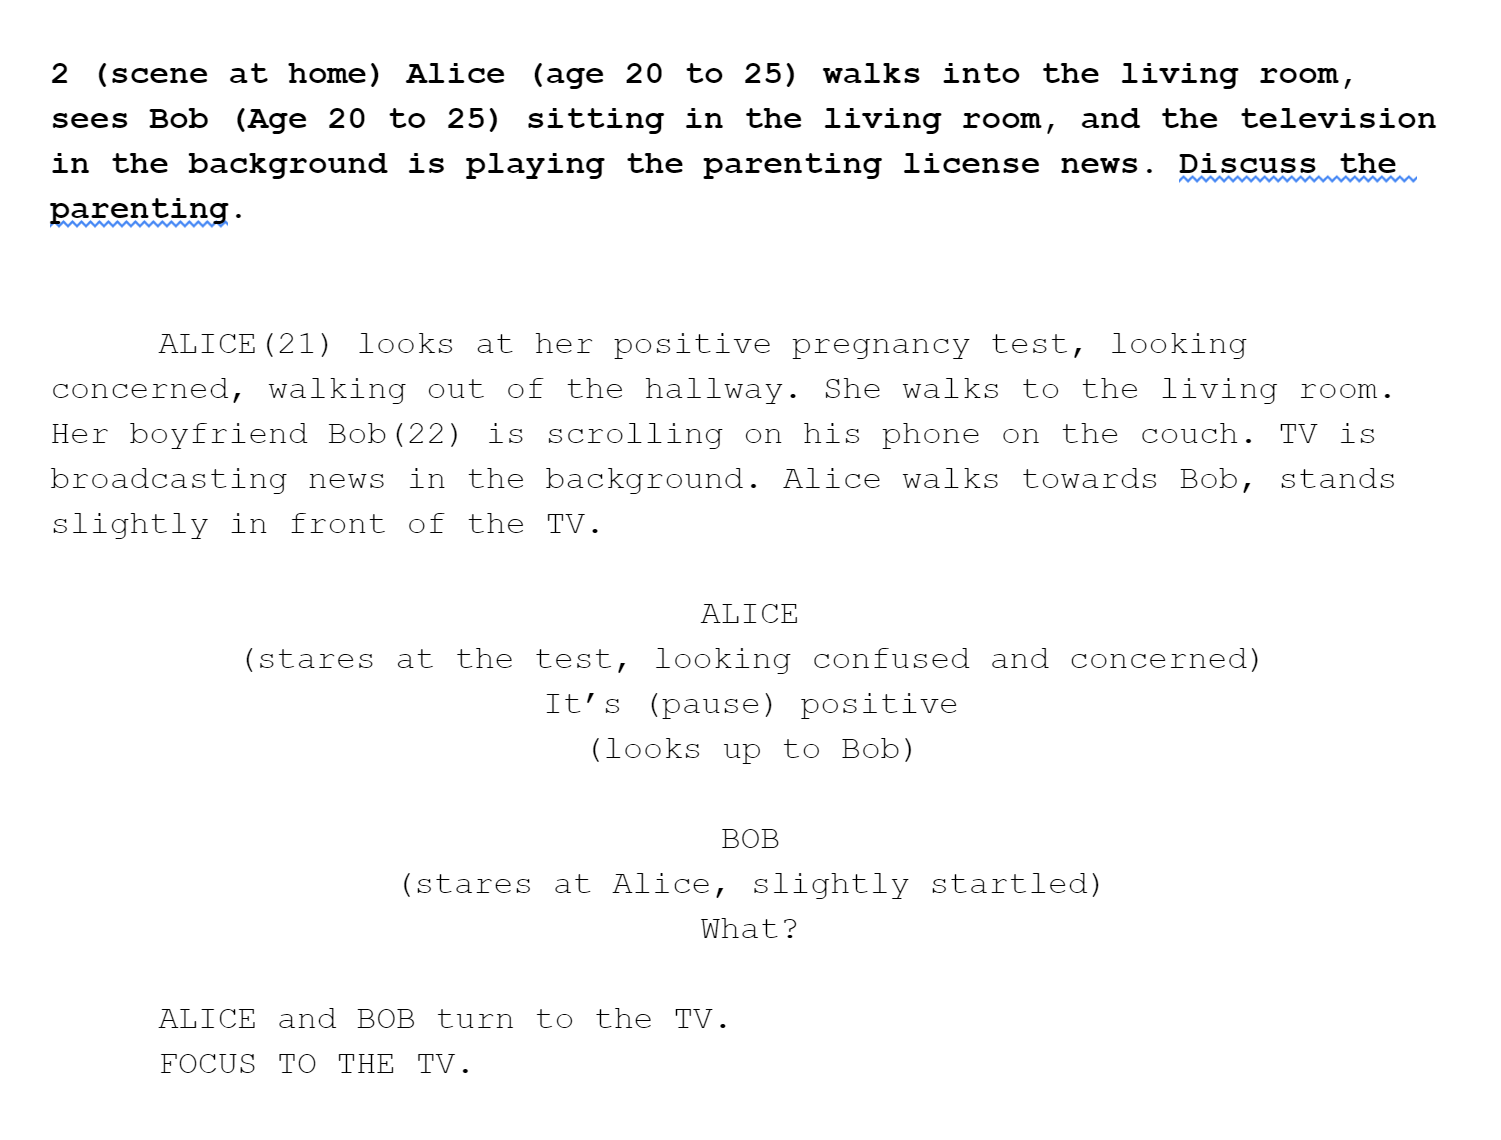 2 (scene at home) Alice (age 20 to 25) walks into the living room,
sees Bob (Age 20 to 25) sitting in the living room, and the television
in the background is playing the parenting license news. Discuss the
parenting.
ALICE(21) looks at her positive pregnancy test, looking
concerned, walking out of the hallway. She walks to the living room.
Her boyfriend Bob(22) is scrolling on his phone on the couch. TV is
broadcasting news in the background. Alice walks towards Bob, stands
slightly in front of the TV.
ALICE
(stares at the test, looking confused and concerned)
It’s (pause) positive
(looks up to Bob)
BOB
(stares at Alice, slightly startled)
What?
ALICE and BOB turn to the TV.
FOCUS TO THE TV.